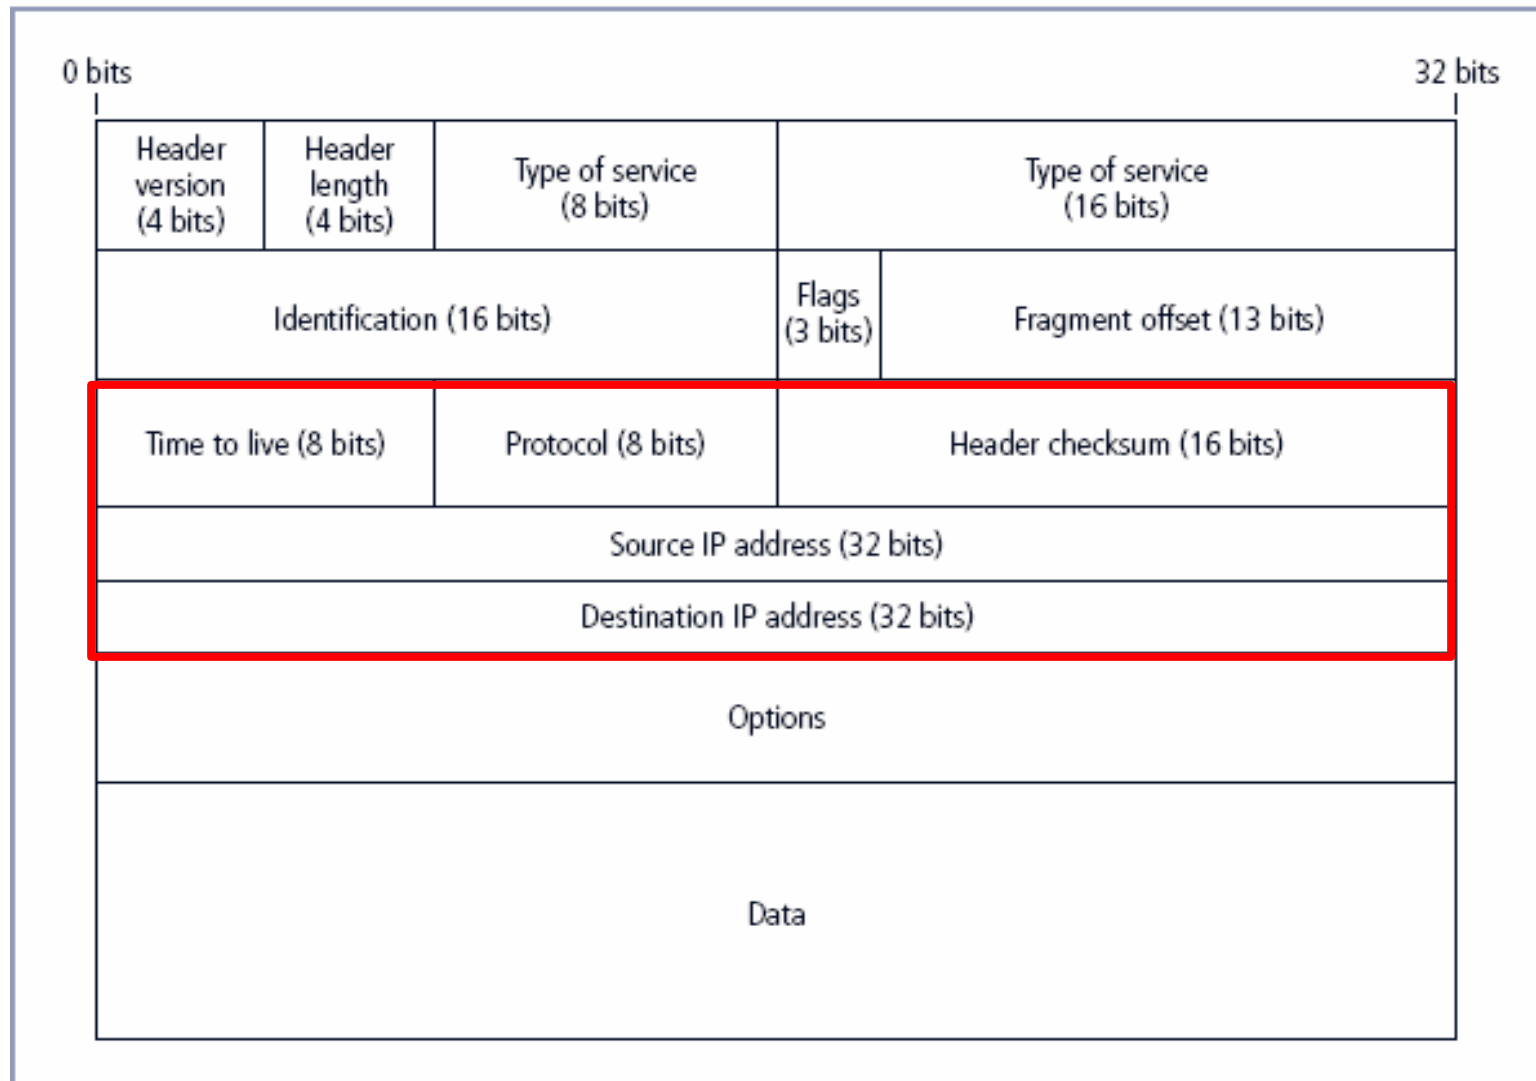 0 bits
32 bits
Header
version
(4 bits)
Header
length
(4 bits)
Type of service
(8 bits)
Type of service
(16 bits)
Identification (16 bits)
Flags
(3 bits)
Fragment offset (13 bits)
Time to live (8 bits)
Protocol (8 bits)
Header checksum (16 bits)
Source IP address (32 bits)
Destination IP address (32 bits)
Options
Data